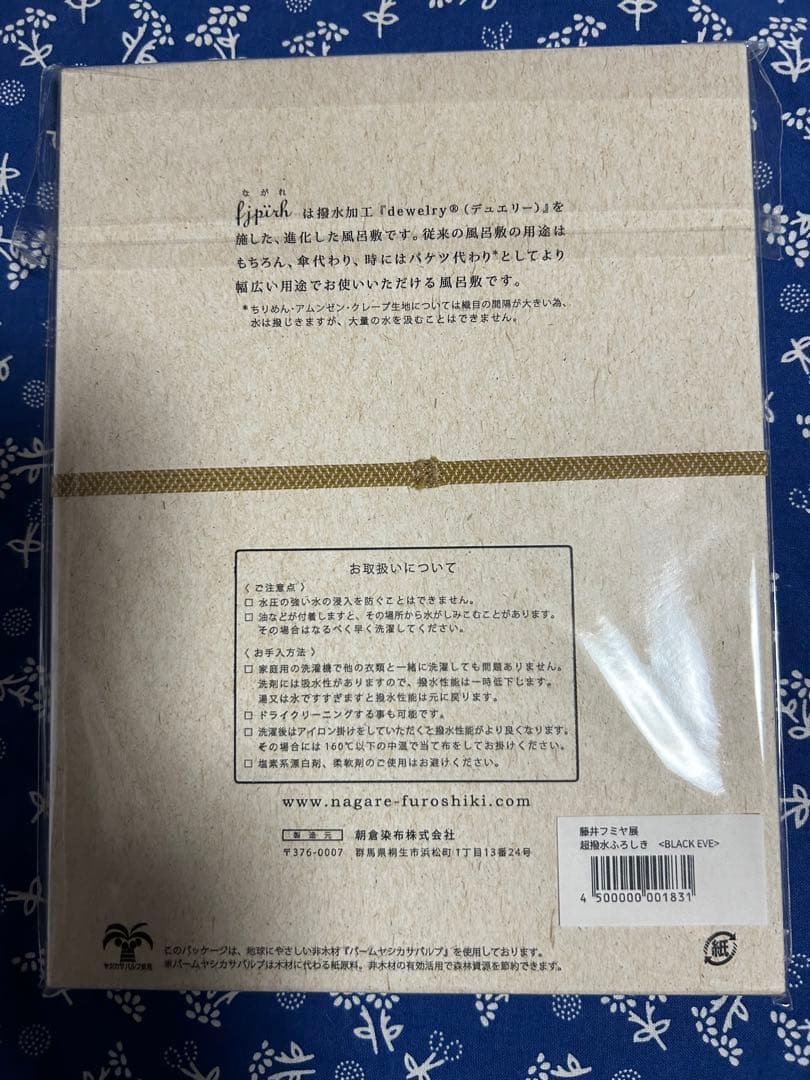 ながれ
は撥水加工『dewelry®(デュエリー)』を
施した、進化した風呂敷です。従来の風呂敷の用途は
もちろん、傘代わり、時にはバケツ代わり*としてより
幅広い用途でお使いいただける風呂敷です。
*ちりめん・アムンゼン・クレープ生地については織目の間隔が大きい為、
水は撥じきますが、大量の水を汲むことはできません。
お取扱いについて
〈ご注意点〉
□ 水圧の強い水の浸入を防ぐことはできません。
□ 油などが付着しますと、その場所から水がしみこむことがあります。
その場合はなるべく早く洗濯してください。
〈お手入方法〉
□ 家庭用の洗濯機で他の衣類と一緒に洗濯しても問題ありません。
洗剤には吸水性がありますので、撥水性能は一時低下します。
湯又は水ですすぎますと撥水性能は元に戻ります。
□ ドライクリーニングする事も可能です。
□ 洗濯後はアイロン掛けをしていただくと撥水性能がより良くなります。
その場合には160℃以下の中温で当て布をしてお掛けください。
□ 塩素系漂白剤、柔軟剤のご使用はお避けください。
www.nagare-furoshiki.com
製造元 朝倉染布株式会社
〒376-0007 群馬県桐生市浜松町1丁目13番24号
藤井フミヤ展
超撥水ふろしき <BLACK EVE>
4 500000 001831
紙
このパッケージは、地球にやさしい非木材『パームヤシカサパルプ』を使用しております。
※パームヤシカサパルプは木材に代わる紙原料。非木材の有効活用で森林資源を節約できます。